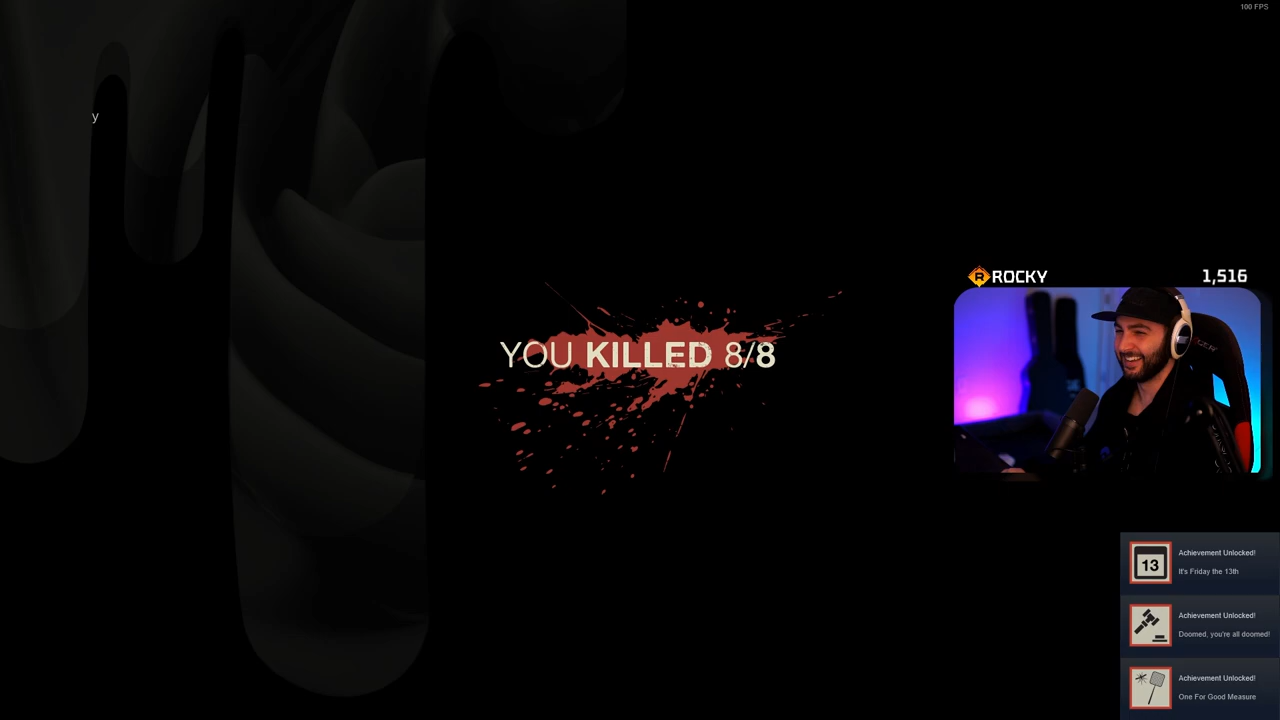 100 FPS
y
ROCKY 1,516
YOU KILLED 8/8
Achievement Unlocked!
13
It's Friday the 13th
Achievement Unlocked!
Doomed, you're all doomed!
Achievement Unlocked!
One For Good Measure